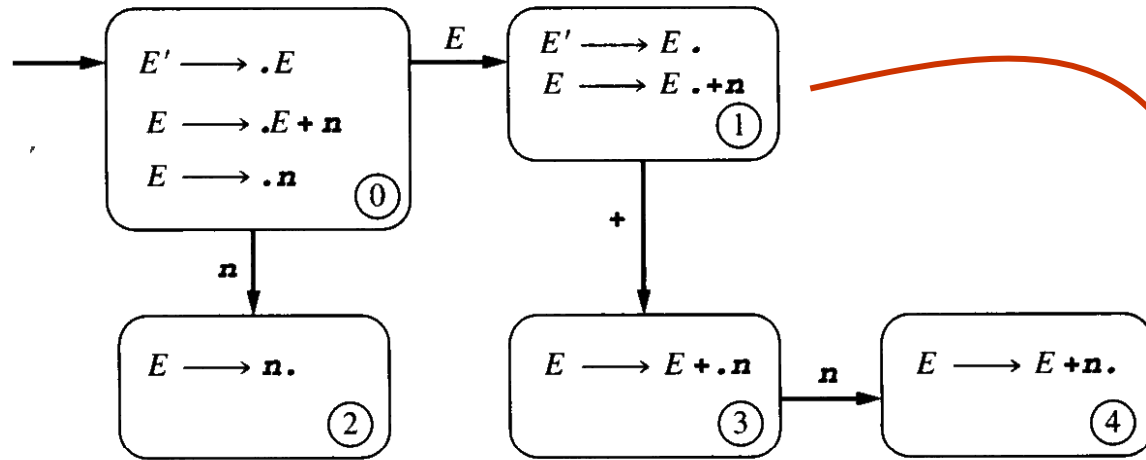 E' ⟶ .E
E ⟶ .E + n
E ⟶ .n
0
E
E' ⟶ E .
E ⟶ E .+n
1
n
+
E ⟶ n.
2
E ⟶ E +.n
3
n
E ⟶ E +n.
4